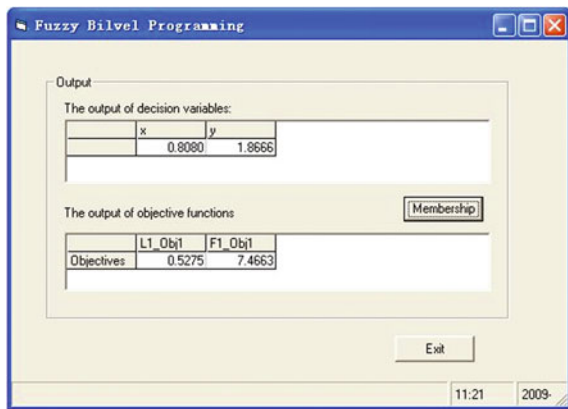 Fuzzy Bilvel Programming
Output
The output of decision variables:
x y
0.8080 1.8666
Membership
The output of objective functions
L1_Obj1 F1_Obj1
Objectives 0.5275 7.4663
Exit
11:21 2009-